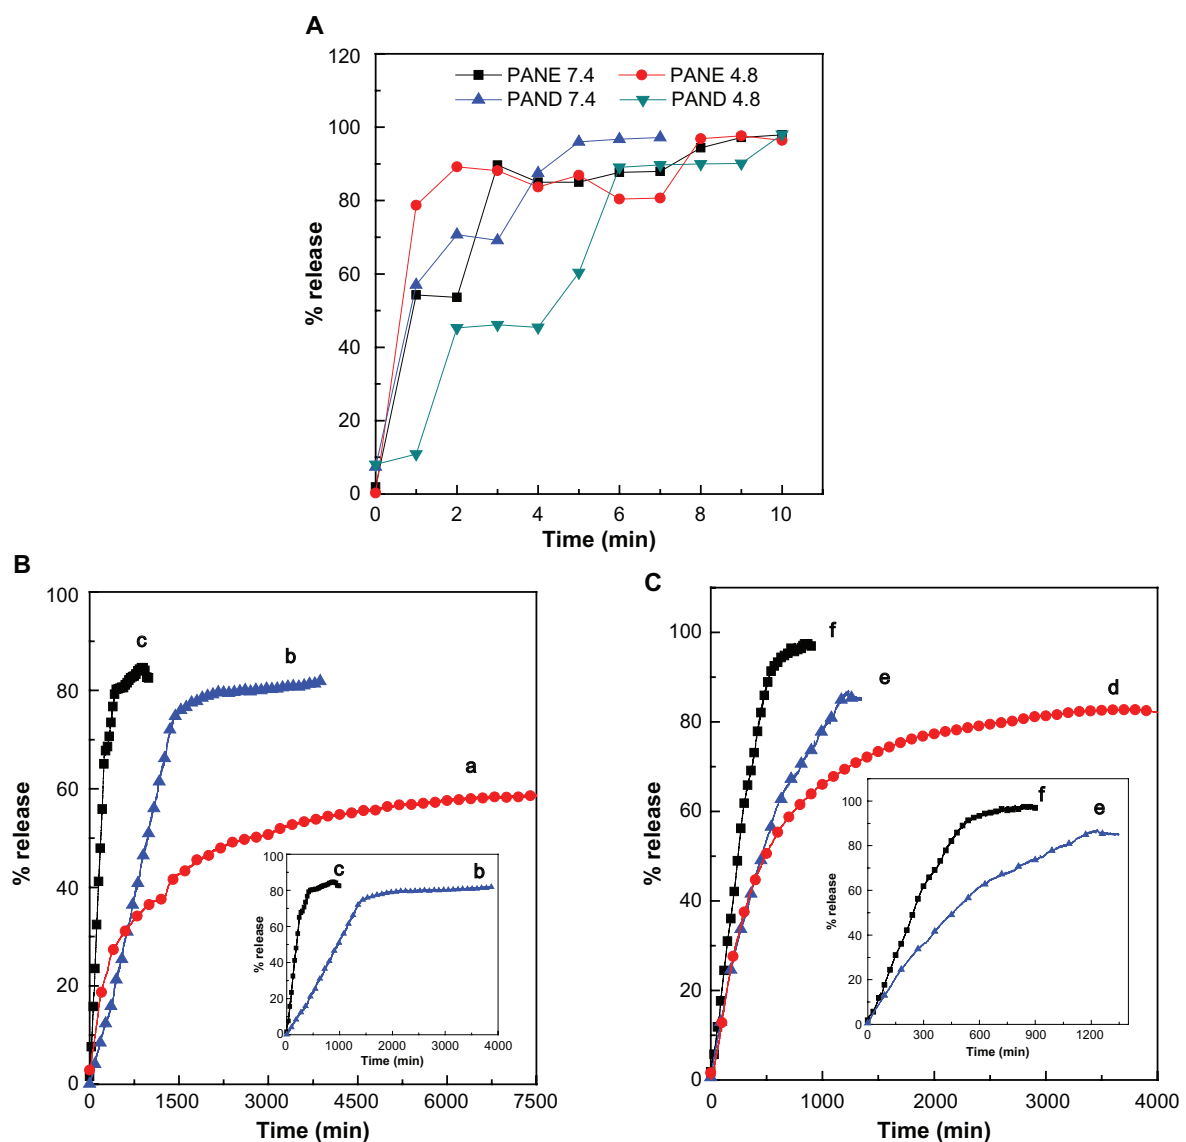 A
120
100
80
60
40
20
0
% release
PANE 7.4 PANE 4.8
PAND 7.4 PAND 4.8
0 2 4 6 8 10
Time (min)
B
100
80
60
40
20
0
% release
c
b
a
0 1500 3000 4500 6000 7500
Time (min)
100
80
60
40
20
0
% release
c
b
0 1000 2000 3000 4000
Time (min)
C
100
80
60
40
20
0
% release
f
e
d
0 1000 2000 3000 4000
Time (min)
100
80
60
40
20
0
% release
f
e
0 300 600 900 1200
Time (min)